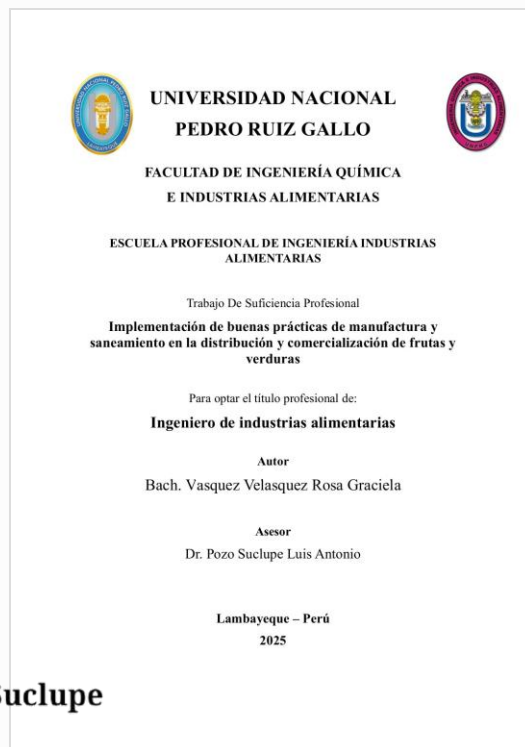 UNIVERSIDAD NACIONAL
PEDRO RUIZ GALLO
FACULTAD DE INGENIERÍA QUÍMICA
E INDUSTRIAS ALIMENTARIAS
ESCUELA PROFESIONAL DE INGENIERÍA INDUSTRIAS
ALIMENTARIAS
Trabajo De Suficiencia Profesional
Implementación de buenas prácticas de manufactura y
saneamiento en la distribución y comercialización de frutas y
verduras
Para optar el título profesional de:
Ingeniero de industrias alimentarias
Autor
Bach. Vasquez Velasquez Rosa Graciela
Asesor
Dr. Pozo Suclupe Luis Antonio
Lambayeque – Perú
2025
uclupe